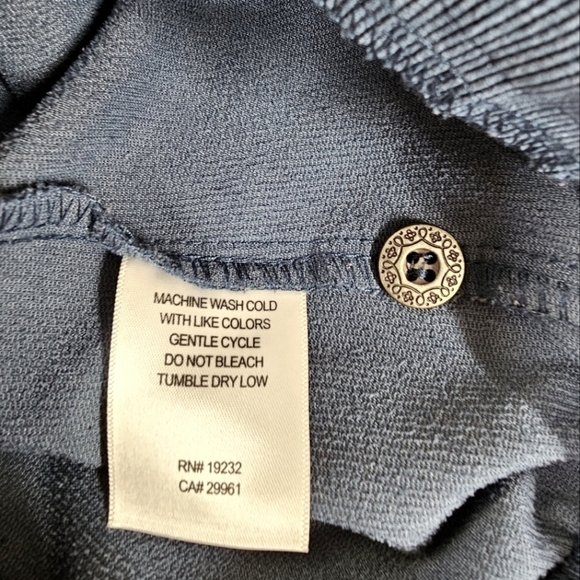 MACHINE WASH COLD
WITH LIKE COLORS
GENTLE CYCLE
DO NOT BLEACH
TUMBLE DRY LOW
RN# 19232
CA# 29961